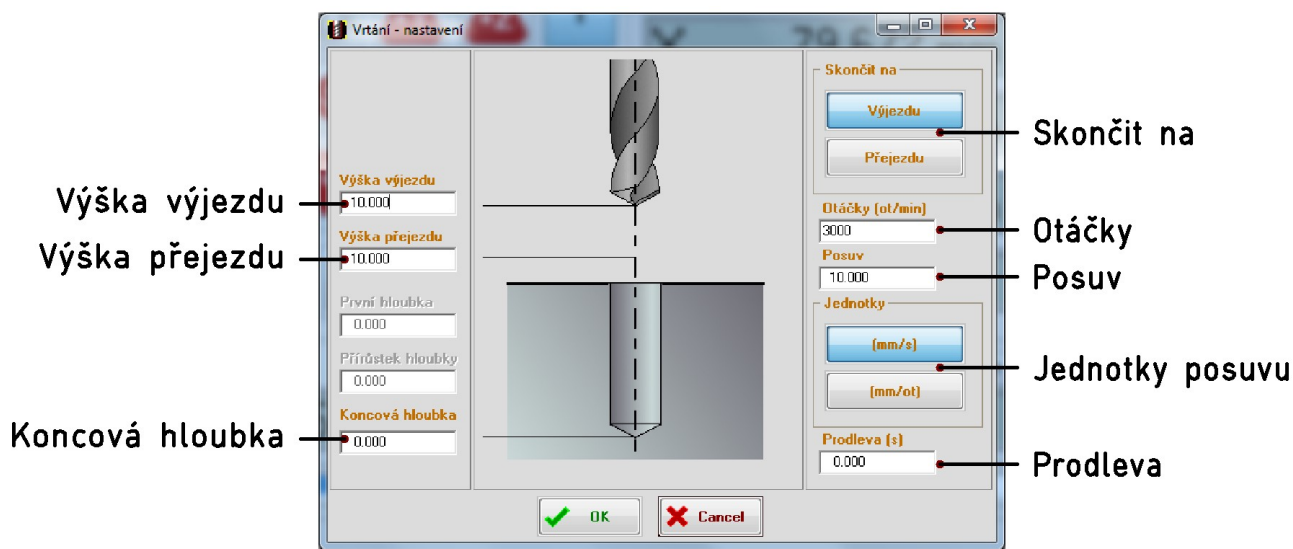 Vrtání - nastavení
Výška výjezdu
10.000
Výška přejezdu
10.000
První hloubka
0.000
Přírůstek hloubky
0.000
Koncová hloubka
0.000
Skončit na
Výjezdu
Přejezdu
Otáčky (ot/min)
3000
Posuv
10.000
Jednotky
(mm/s)
(mm/ot)
Prodleva (s)
0.000
OK
Cancel
Výška výjezdu
Výška přejezdu
Koncová hloubka
Skončit na
Otáčky
Posuv
Jednotky posuvu
Prodleva